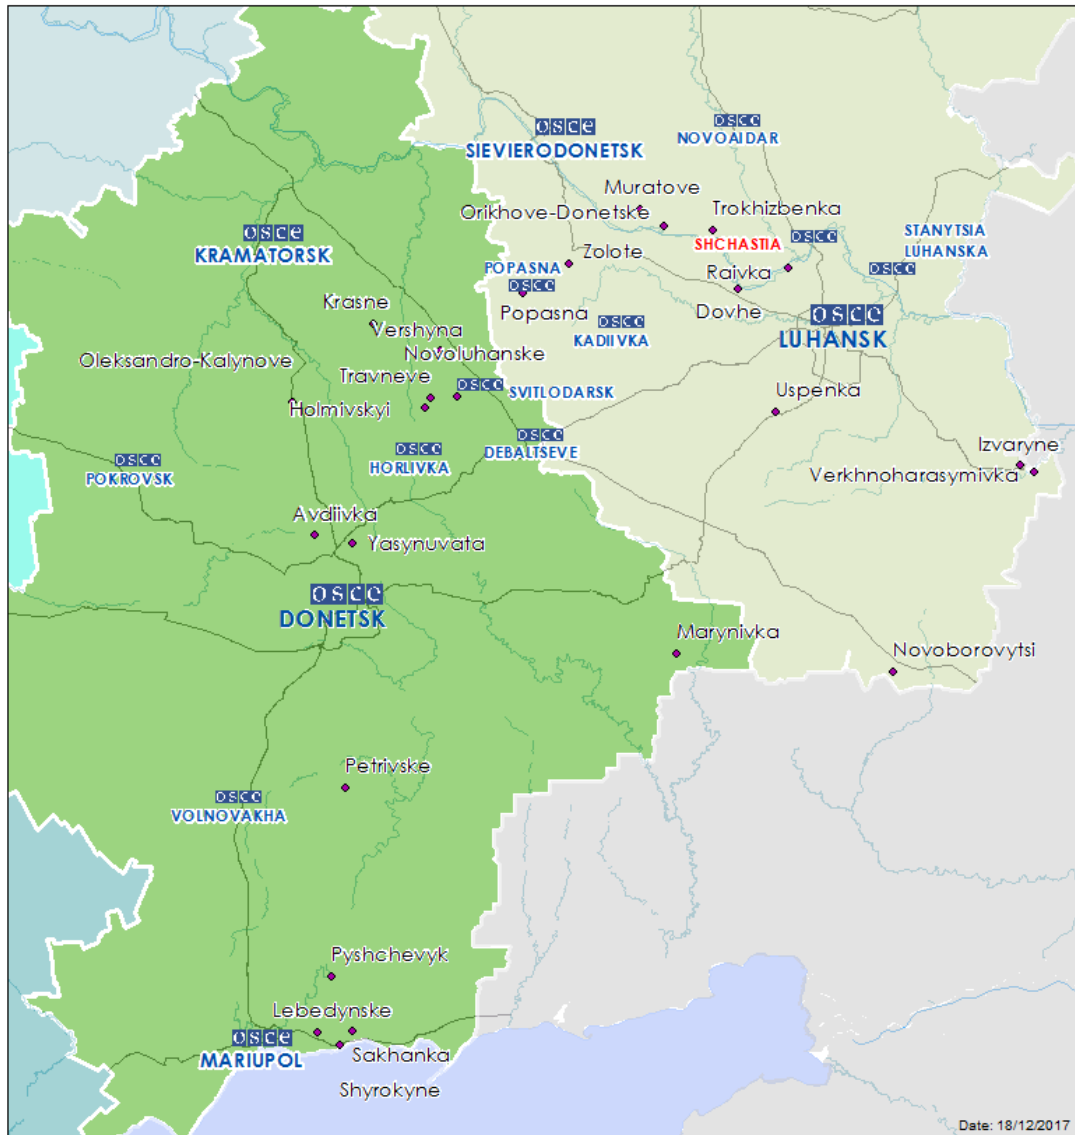 osce
SIEVIERODONETSK
osce
NOVOAIDAR
Muratove
Orikhove-Donetske
Trokhizbenka
osce
SHCHASTIA
STANYTSIA
LUHANSKA
osce
osce
KRAMATORSK
Zolote
POPASNA
osce
Popasna
Raivka
Dovhe
osce
KADIIVKA
osce
LUHANSK
Krasne
Vershyna
Novoluhanske
Oleksandro-Kalynove
Travneve
osce
SVITLODARSK
Holmivskyi
Uspenka
osce
HORLIVKA
osce
DEBALTSEVE
osce
POKROVSK
Izvaryne
Verkhnoharasymivka
Avdiivka
Yasynuvata
osce
DONETSK
Marynivka
Novoborovytsi
Petrivske
osce
VOLNOVAKHA
Pyshchevyk
Lebedynske
osce
MARIUPOL
Sakhanka
Shyrokyne
Date: 18/12/2017